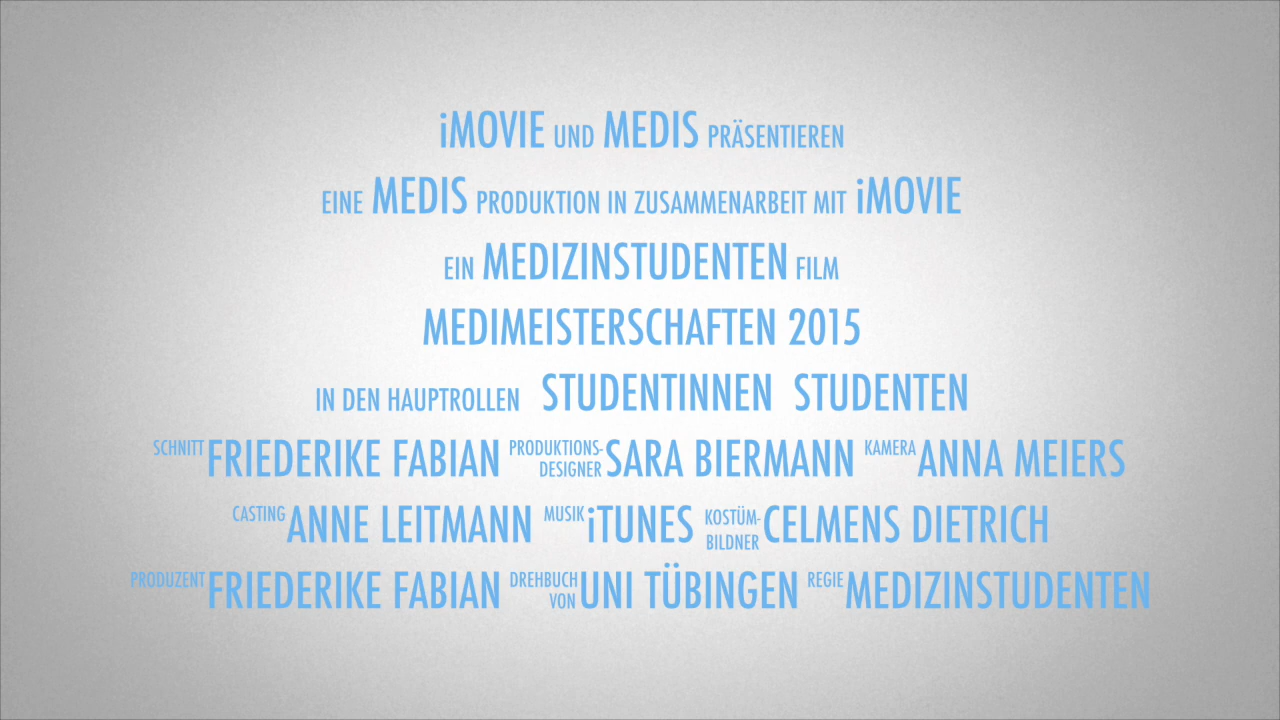 iMOVIE UND MEDIS PRÄSENTIEREN
EINE MEDIS PRODUKTION IN ZUSAMMENARBEIT MIT iMOVIE
EIN MEDIZINSTUDENTEN FILM
MEDIMEISTERSCHAFTEN 2015
IN DEN HAUPTROLLEN STUDENTINNEN STUDENTEN
SCHNITT FRIEDERIKE FABIAN PRODUKTIONS-DESIGNER SARA BIERMANN KAMERA ANNA MEIERS
CASTING ANNE LEITMANN MUSIK iTUNES KOSTÜM-BILDNER CELMENS DIETRICH
PRODUZENT FRIEDERIKE FABIAN DREHBUCH VON UNI TÜBINGEN REGIE MEDIZINSTUDENTEN